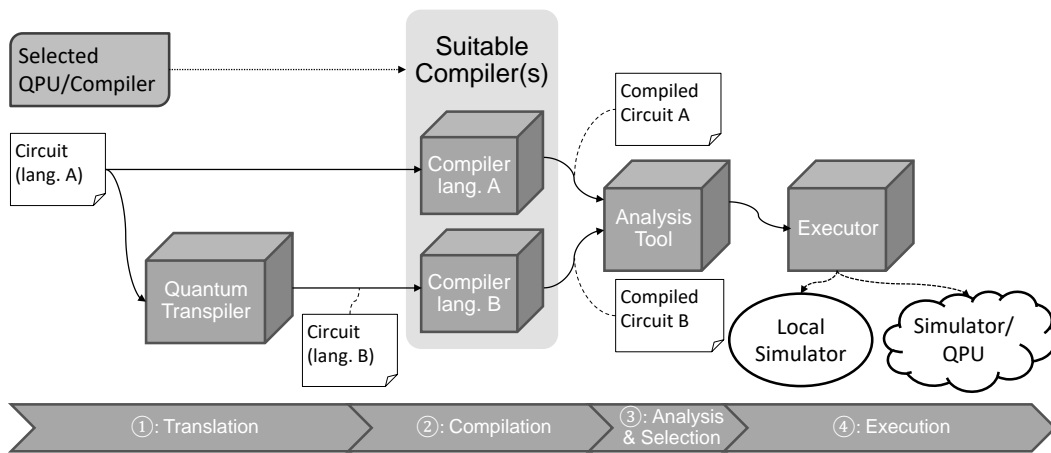 Selected
QPU/Compiler
Suitable
Compiler(s)
Compiled
Circuit A
Circuit
(lang. A)
Compiler
lang. A
Analysis
Tool
Executor
Quantum
Transpiler
Compiler
lang. B
Circuit
(lang. B)
Compiled
Circuit B
Local
Simulator
Simulator/
QPU
①: Translation
②: Compilation
③: Analysis
& Selection
④: Execution